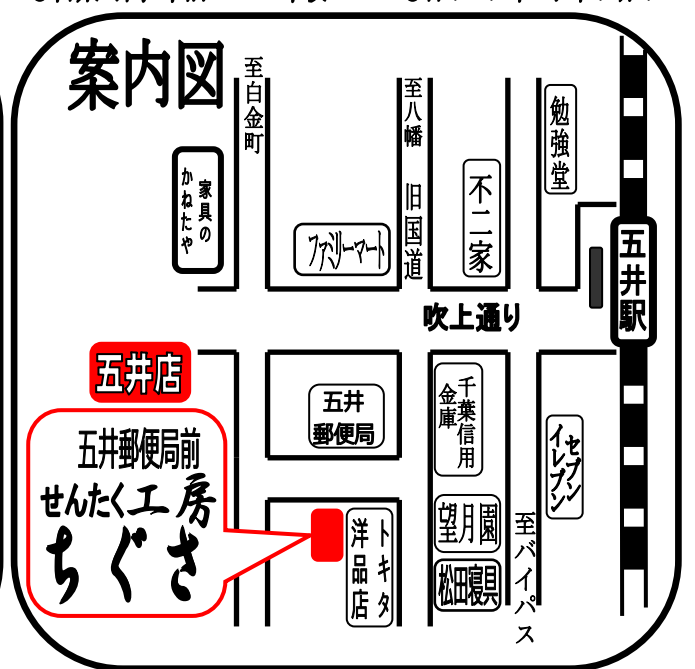 案内図
至白金町
至八幡 旧国道
勉強堂
家具の
かねたや
ファミリーマート
不二家
五井駅
吹上通り
五井店
五井
郵便局
千葉信用
金庫
セブン
イレブン
五井郵便局前
せんたく工房
ちぐさ
トキタ
洋品店
望月園
松田寝具
至バイパス